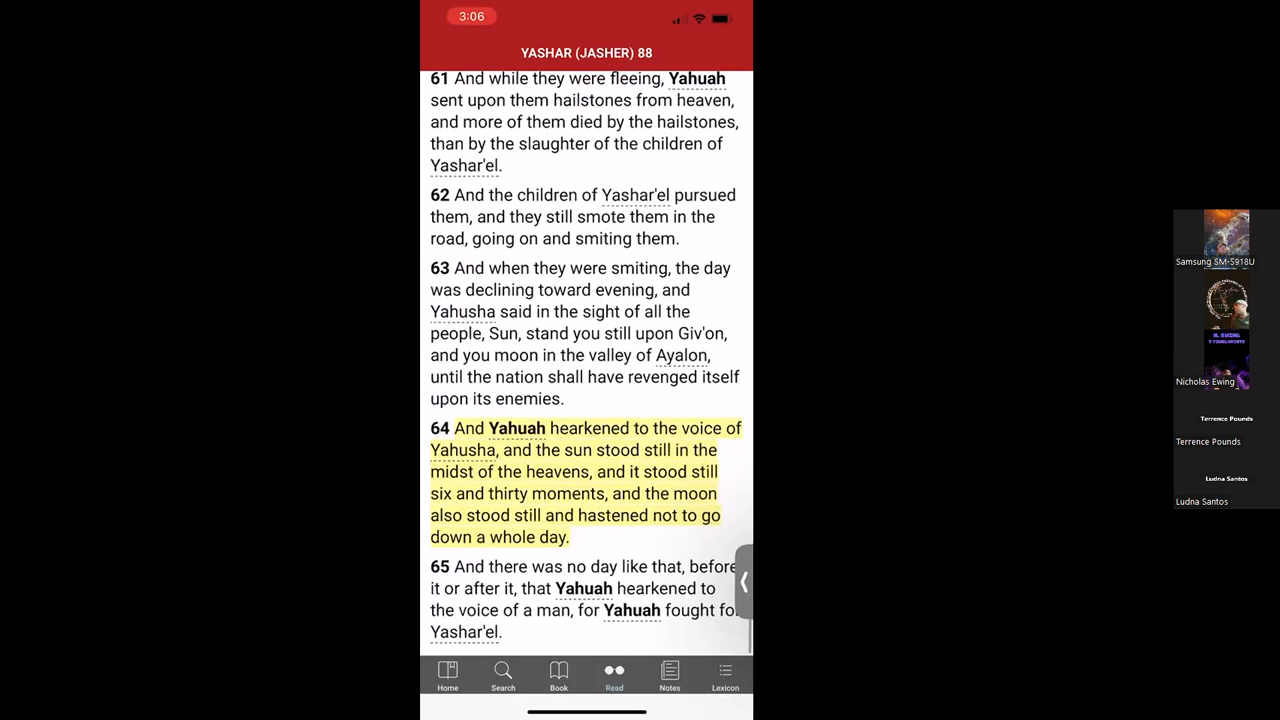 3:06
YASHAR (JASHER) 88
61 And while they were fleeing, Yahuah
sent upon them hailstones from heaven,
and more of them died by the hailstones,
than by the slaughter of the children of
Yashar'el.
62 And the children of Yashar'el pursued
them, and they still smote them in the
road, going on and smiting them.
63 And when they were smiting, the day
was declining toward evening, and
Yahusha said in the sight of all the
people, Sun, stand you still upon Giv'on,
and you moon in the valley of Ayalon,
until the nation shall have revenged itself
upon its enemies.
64 And Yahuah hearkened to the voice of
Yahusha, and the sun stood still in the
midst of the heavens, and it stood still
six and thirty moments, and the moon
also stood still and hastened not to go
down a whole day.
65 And there was no day like that, before
it or after it, that Yahuah hearkened to
the voice of a man, for Yahuah fought for
Yashar'el.
Home Search Book Read Notes Lexicon
Samsung SM-S918U
Nicholas Ewing
Terrence Pounds
Terrence Pounds
Ludna Santos
Ludna Santos